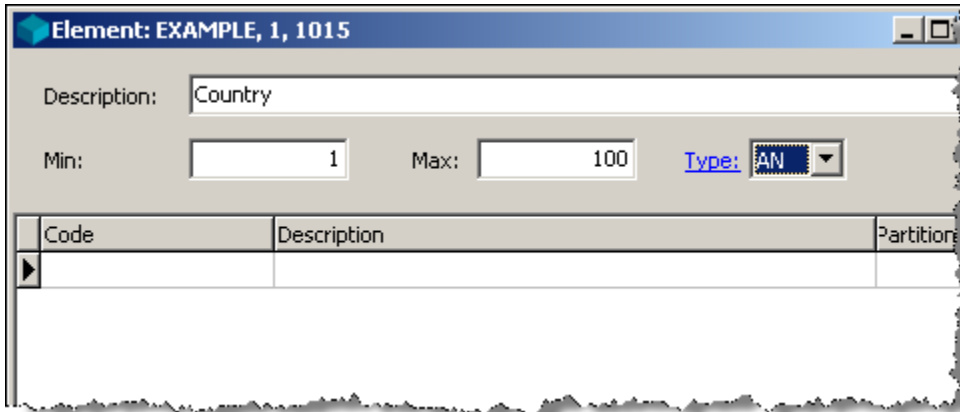 Element: EXAMPLE, 1, 1015
Description: Country
Min: 1 Max: 100 Type: AN
Code Description Partition